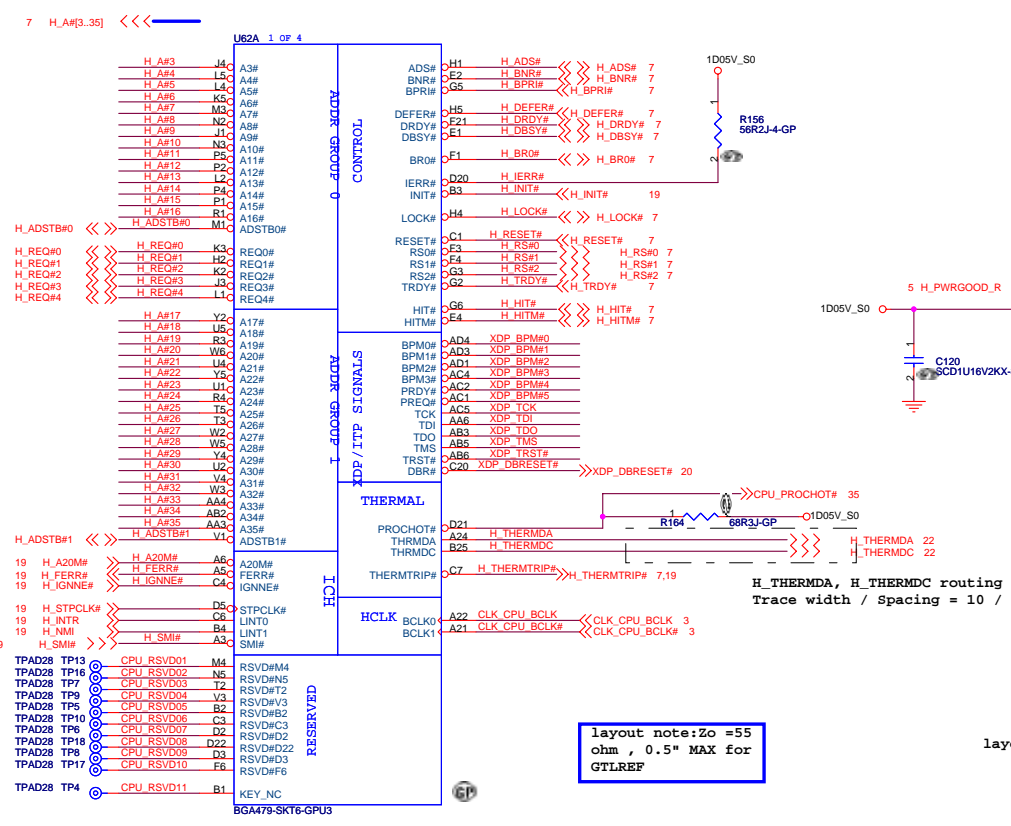 7 H_A#[3..35]
U62A 1 OF 4
H_A#3 J4 A3#
H_A#4 L5 A4#
H_A#5 L4 A5#
H_A#6 K5 A6#
H_A#7 M3 A7#
H_A#8 N2 A8#
H_A#9 J1 A9#
H_A#10 N3 A10#
H_A#11 P5 A11#
H_A#12 P2 A12#
H_A#13 L2 A13#
H_A#14 P4 A14#
H_A#15 P1 A15#
H_A#16 R1 A16#
H_ADSTB#0 H_ADSTB#0 M1 ADSTB0#
H_REQ#0 H_REQ#0 K3 REQ0#
H_REQ#1 H_REQ#1 H2 REQ1#
H_REQ#2 H_REQ#2 K2 REQ2#
H_REQ#3 H_REQ#3 J3 REQ3#
H_REQ#4 H_REQ#4 L1 REQ4#
H_A#17 Y2 A17#
H_A#18 U5 A18#
H_A#19 R3 A19#
H_A#20 W6 A20#
H_A#21 U4 A21#
H_A#22 Y5 A22#
H_A#23 U1 A23#
H_A#24 R4 A24#
H_A#25 T5 A25#
H_A#26 T3 A26#
H_A#27 W2 A27#
H_A#28 W5 A28#
H_A#29 Y4 A29#
H_A#30 U2 A30#
H_A#31 V4 A31#
H_A#32 W3 A32#
H_A#33 AA4 A33#
H_A#34 AB2 A34#
H_A#35 AA3 A35#
H_ADSTB#1 H_ADSTB#1 V1 ADSTB1#
19 H_A20M# H_A20M# A6 A20M#
19 H_FERR# H_FERR# A5 FERR#
19 H_IGNNE# H_IGNNE# C4 IGNNE#
19 H_STPCLK# D5 STPCLK#
19 H_INTR C6 LINT0
19 H_NMI B4 LINT1
9 H_SMI# H_SMI# A3 SMI#
TPAD28 TP13 CPU_RSVD01 M4 RSVD#M4
TPAD28 TP16 CPU_RSVD02 N5 RSVD#N5
TPAD28 TP7 CPU_RSVD03 T2 RSVD#T2
TPAD28 TP9 CPU_RSVD04 V3 RSVD#V3
TPAD28 TP5 CPU_RSVD05 B2 RSVD#B2
TPAD28 TP10 CPU_RSVD06 C3 RSVD#C3
TPAD28 TP6 CPU_RSVD07 D2 RSVD#D2
TPAD28 TP18 CPU_RSVD08 D22 RSVD#D22
TPAD28 TP8 CPU_RSVD09 D3 RSVD#D3
TPAD28 TP17 CPU_RSVD10 F6 RSVD#F6
TPAD28 TP4 CPU_RSVD11 B1 KEY_NC
BGA479-SKT6-GPU3
ADDR GROUP 0
ADDR GROUP 1
ICH
RESERVED
CONTROL
XDP/ITP SIGNALS
THERMAL
HCLK
ADS# H1 H_ADS# H_ADS# 7
BNR# E2 H_BNR# H_BNR# 7
BPRI# G5 H_BPRI# H_BPRI# 7
DEFER# H5 H_DEFER# H_DEFER# 7
DRDY# F21 H_DRDY# H_DRDY# 7
DBSY# E1 H_DBSY# H_DBSY# 7
BR0# F1 H_BR0# H_BR0# 7
IERR# D20 H_IERR#
INIT# B3 H_INIT# H_INIT# 19
LOCK# H4 H_LOCK# H_LOCK# 7
RESET# C1 H_RESET# H_RESET# 7
RS0# F3 H_RS#0 H_RS#0 7
RS1# F4 H_RS#1 H_RS#1 7
RS2# G3 H_RS#2 H_RS#2 7
TRDY# G2 H_TRDY# H_TRDY# 7
HIT# G6 H_HIT# H_HIT# 7
HITM# E4 H_HITM# H_HITM# 7
BPM0# AD4 XDP_BPM#0
BPM1# AD3 XDP_BPM#1
BPM2# AD1 XDP_BPM#2
BPM3# AC4 XDP_BPM#3
PRDY# AC2 XDP_BPM#4
PREQ# AC1 XDP_BPM#5
TCK AC5 XDP_TCK
TDI AA6 XDP_TDI
TDO AB3 XDP_TDO
TMS AB5 XDP_TMS
TRST# AB6 XDP_TRST#
DBR# C20 XDP_DBRESET# XDP_DBRESET# 20
PROCHOT# D21
THRMDA A24 H_THERMDA H_THERMDA 22
THRMDC B25 H_THERMDC H_THERMDC 22
THERMTRIP# C7 H_THERMTRIP# H_THERMTRIP# 7,19
BCLK0 A22 CLK_CPU_BCLK CLK_CPU_BCLK 3
BCLK1 A21 CLK_CPU_BCLK# CLK_CPU_BCLK# 3
1D05V_S0
1
R156
56R2J-4-GP
2
CPU_PROCHOT# 35
R164 1 68R3J-GP 1D05V_S0
H_THERMDA, H_THERMDC routing
Trace width / Spacing = 10 /
5 H_PWRGOOD_R
1D05V_S0
1
C120
SCD1U16V2KX-
2
layout note:Zo =55
ohm , 0.5" MAX for
GTLREF
GP
layo